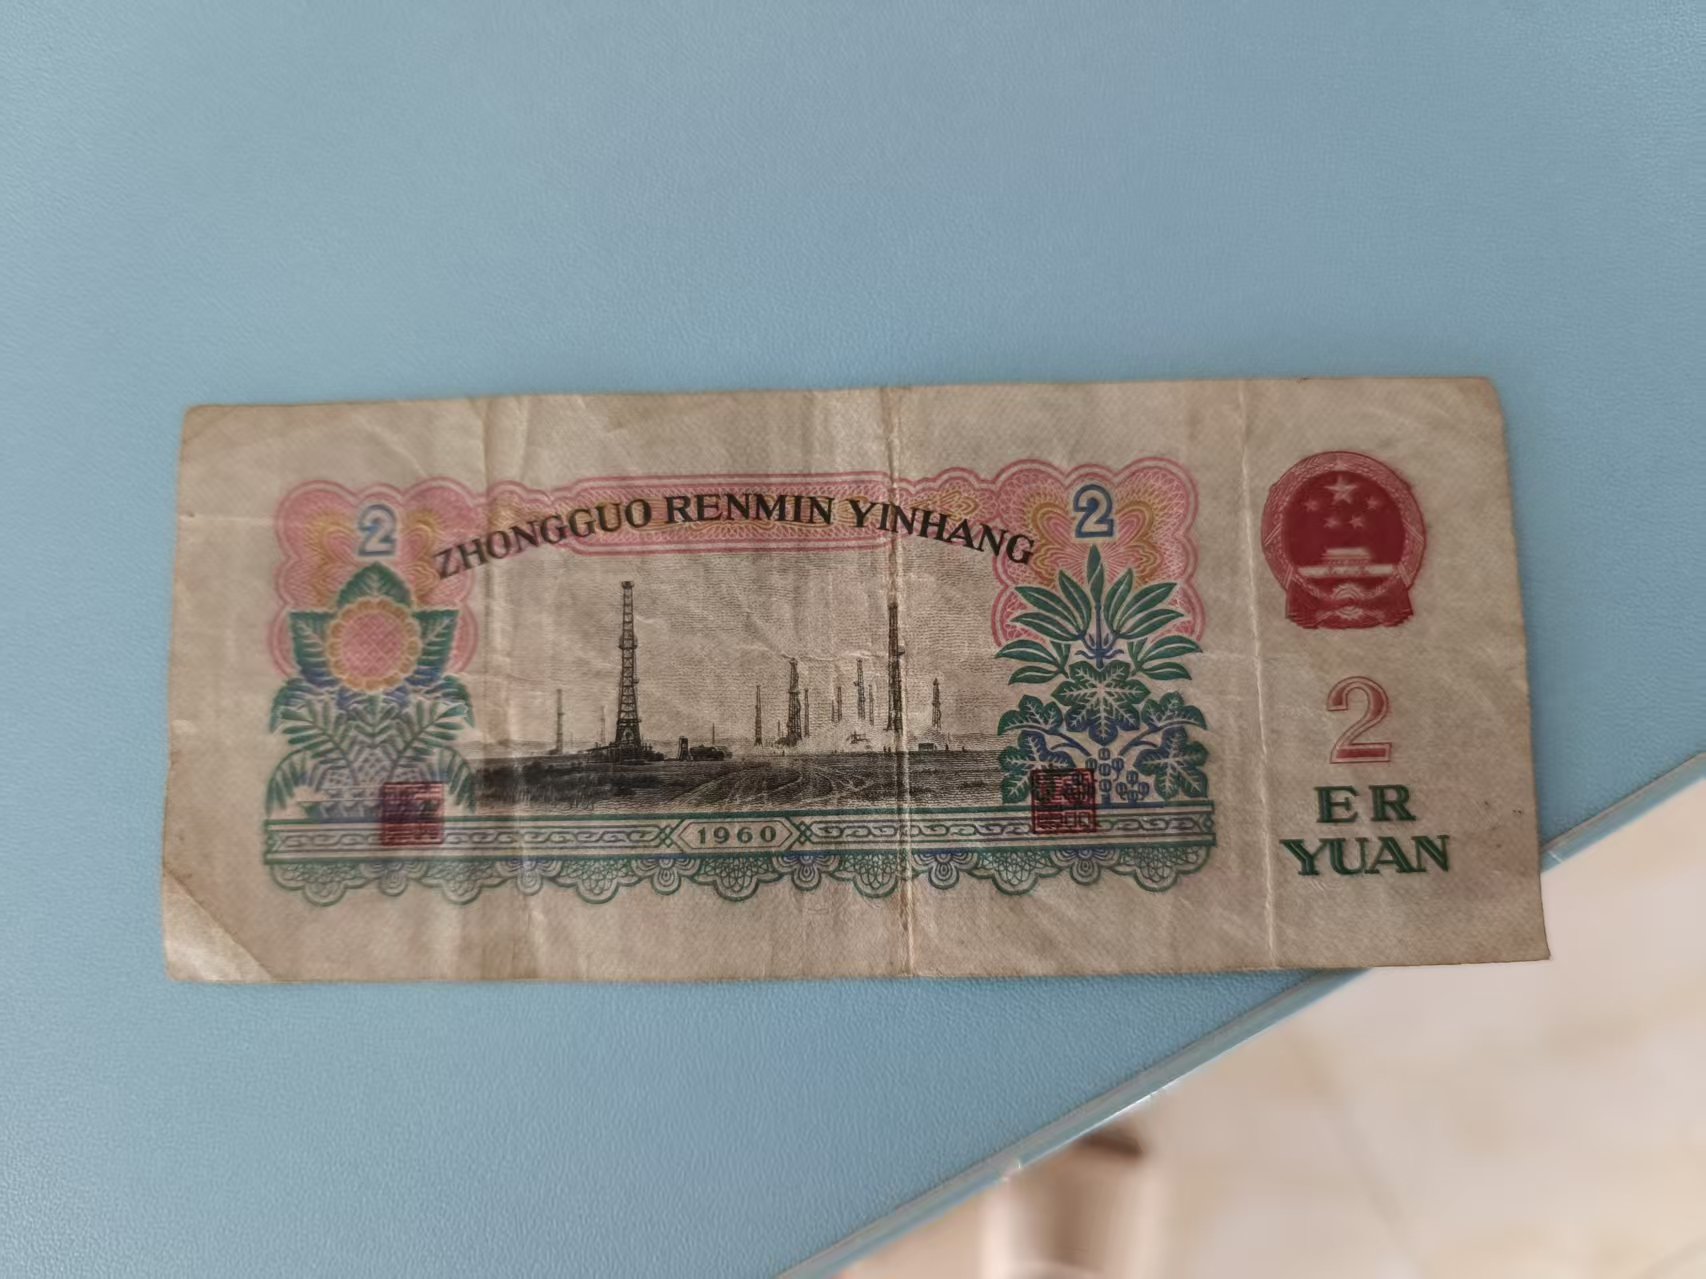 2
2
ZHONGGUO RENMIN YINHANG
2
ER
YUAN
1960